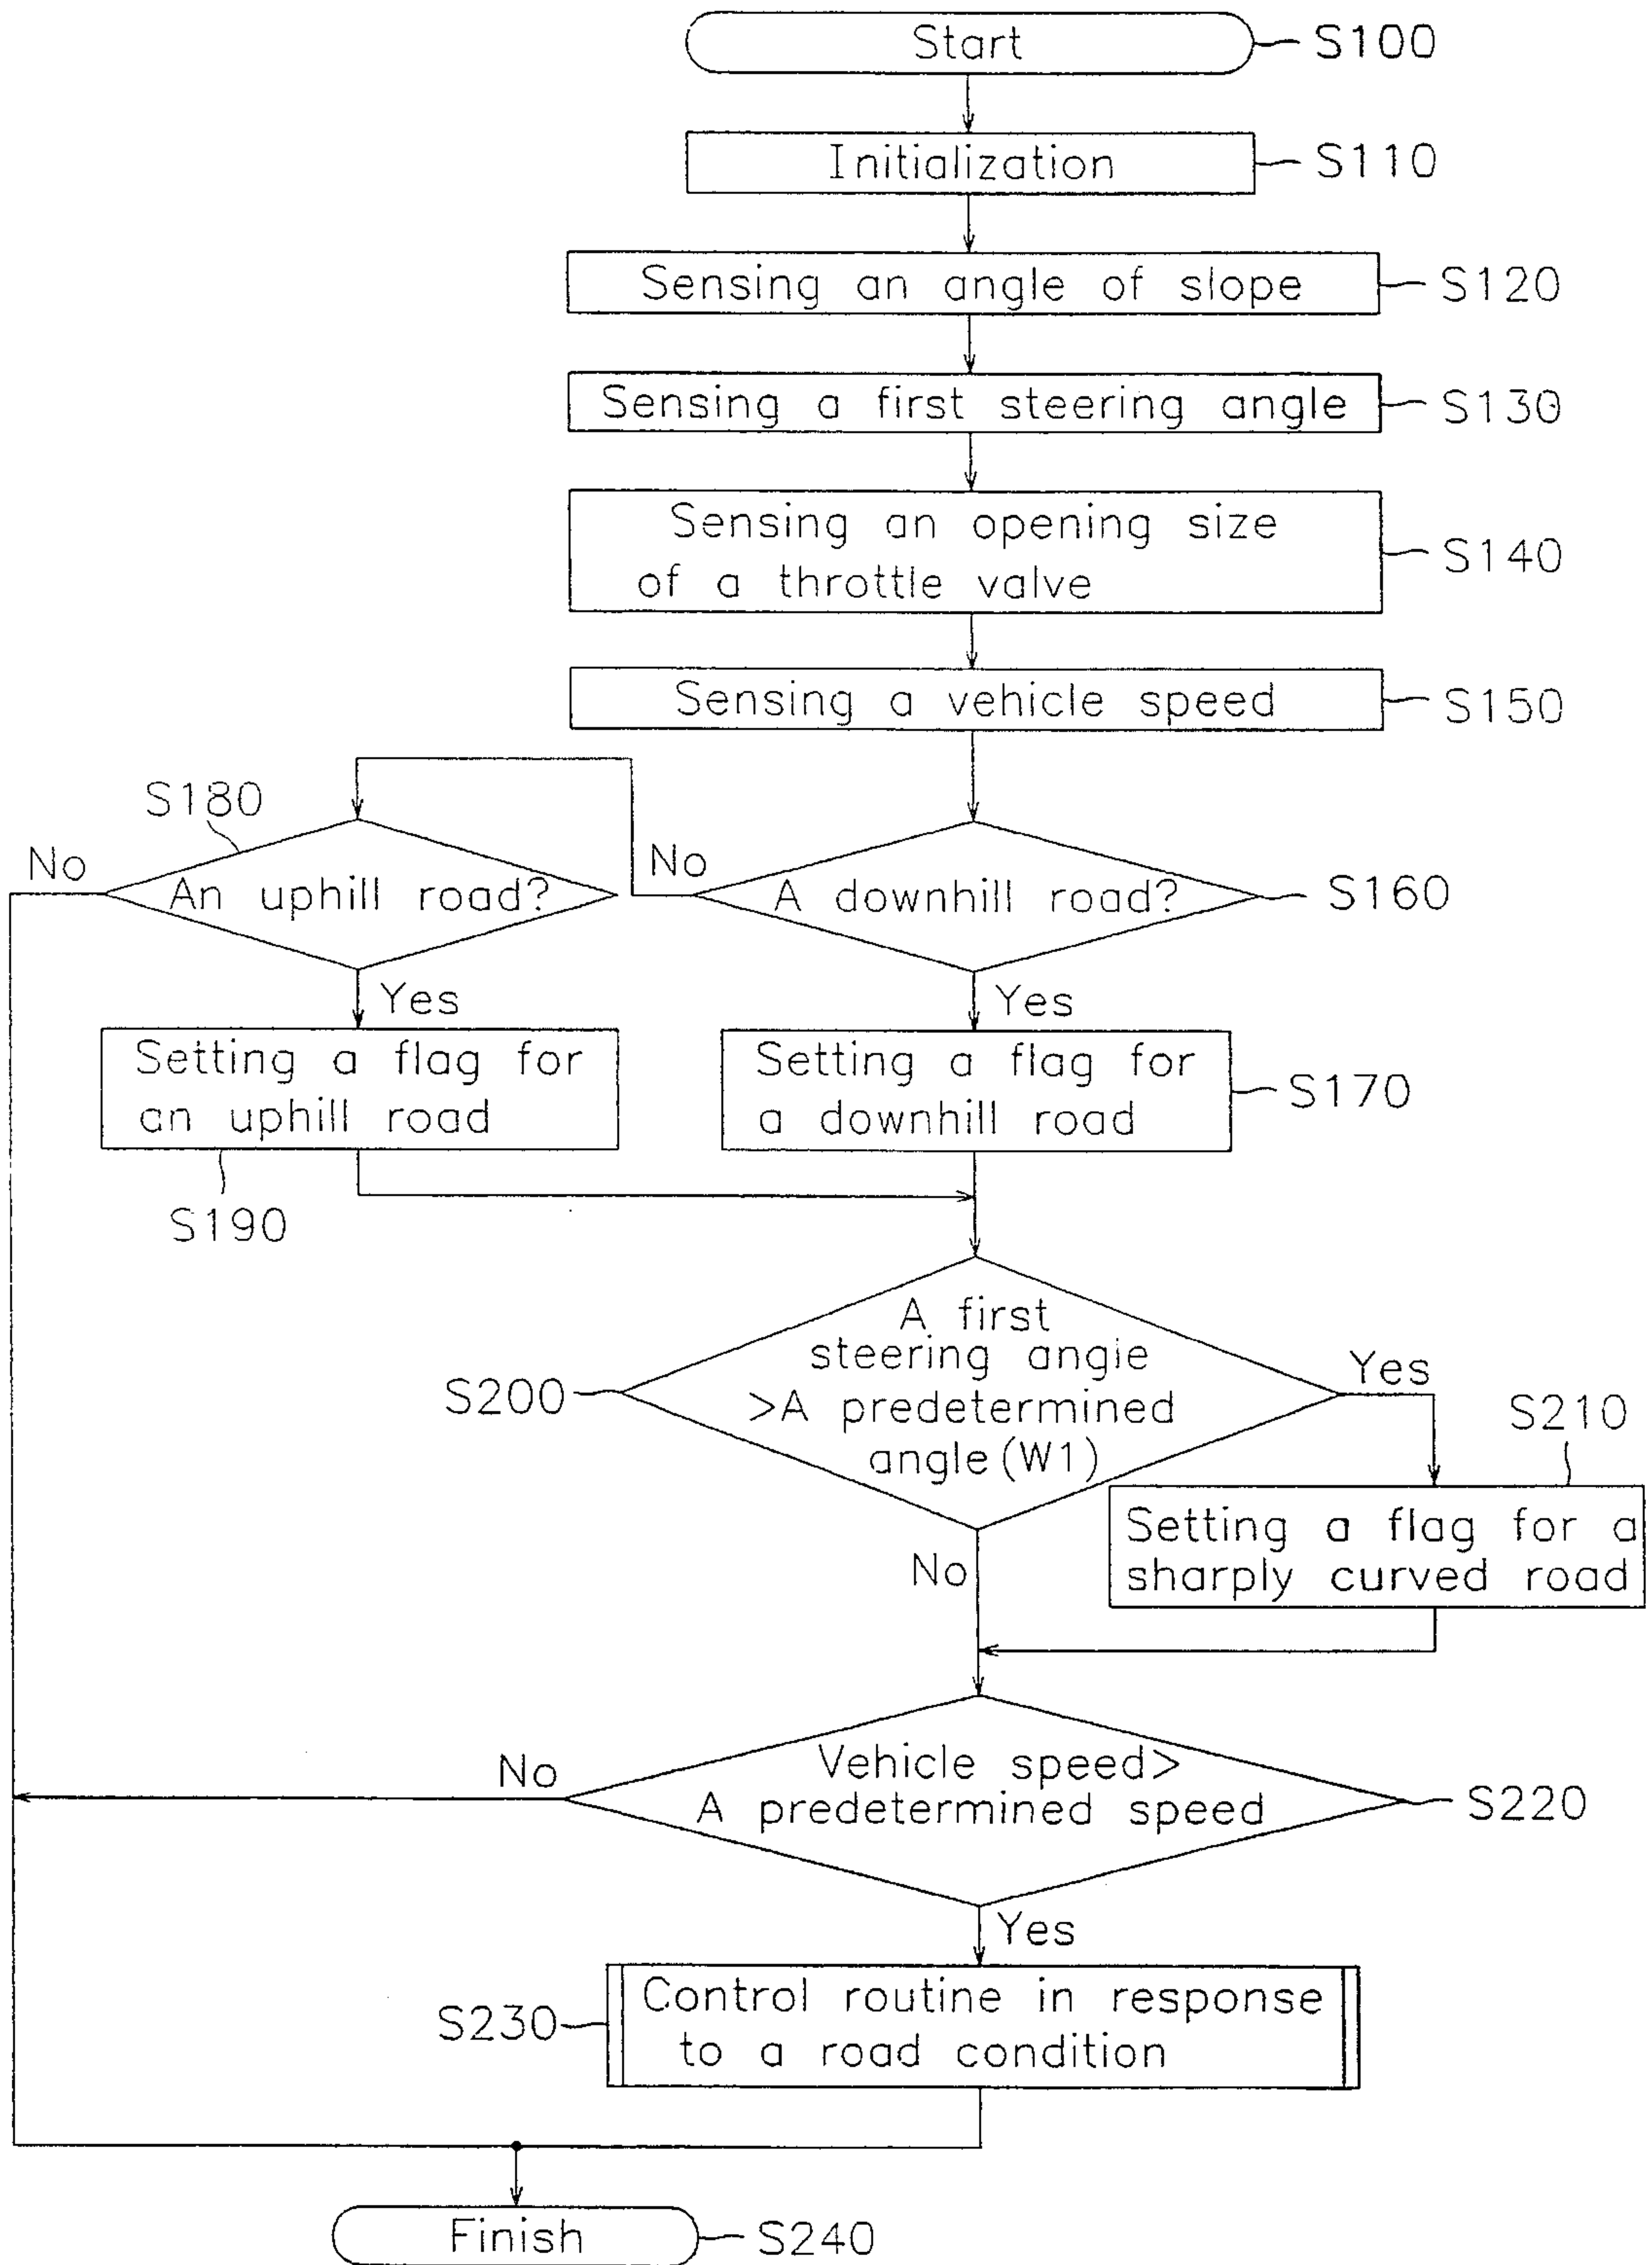 Start
S100
Initialization
S110
Sensing an angle of slope
S120
Sensing a first steering angle
S130
Sensing an opening size
of a throttle valve
S140
Sensing a vehicle speed
S150
S180
No
An uphill road?
No
A downhill road?
S160
Yes
Yes
Setting a flag for
an uphill road
S190
Setting a flag for
a downhill road
S170
A first
steering angie
>A predetermined
angle(W1)
S200
Yes
S210
Setting a flag for a
sharply curved road
No
Vehicle speed>
A predetermined speed
No
S220
Yes
S230
Control routine in response
to a road condition
Finish
S240